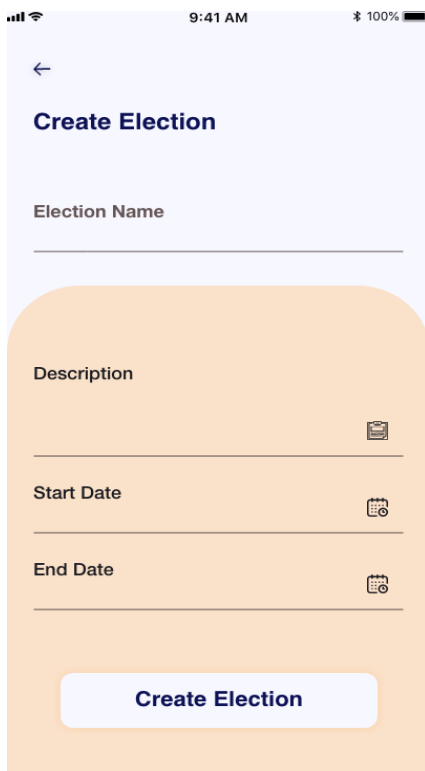 9:41 AM 100%
Create Election
Election Name
Description
Start Date
End Date
Create Election